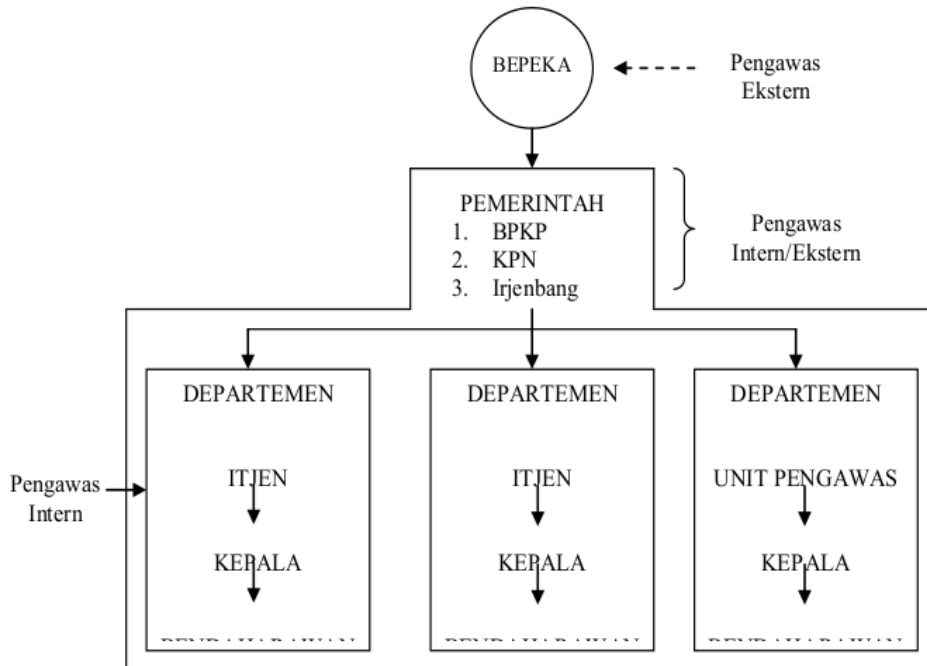 BEPEKA
Pengawas
Ekstern
PEMERINTAH
1. BPKP
2. KPN
3. Irjenbang
Pengawas
Intern/Ekstern
DEPARTEMEN
DEPARTEMEN
DEPARTEMEN
Pengawas
Intern
ITJEN
ITJEN
UNIT PENGAWAS
KEPALA
KEPALA
KEPALA